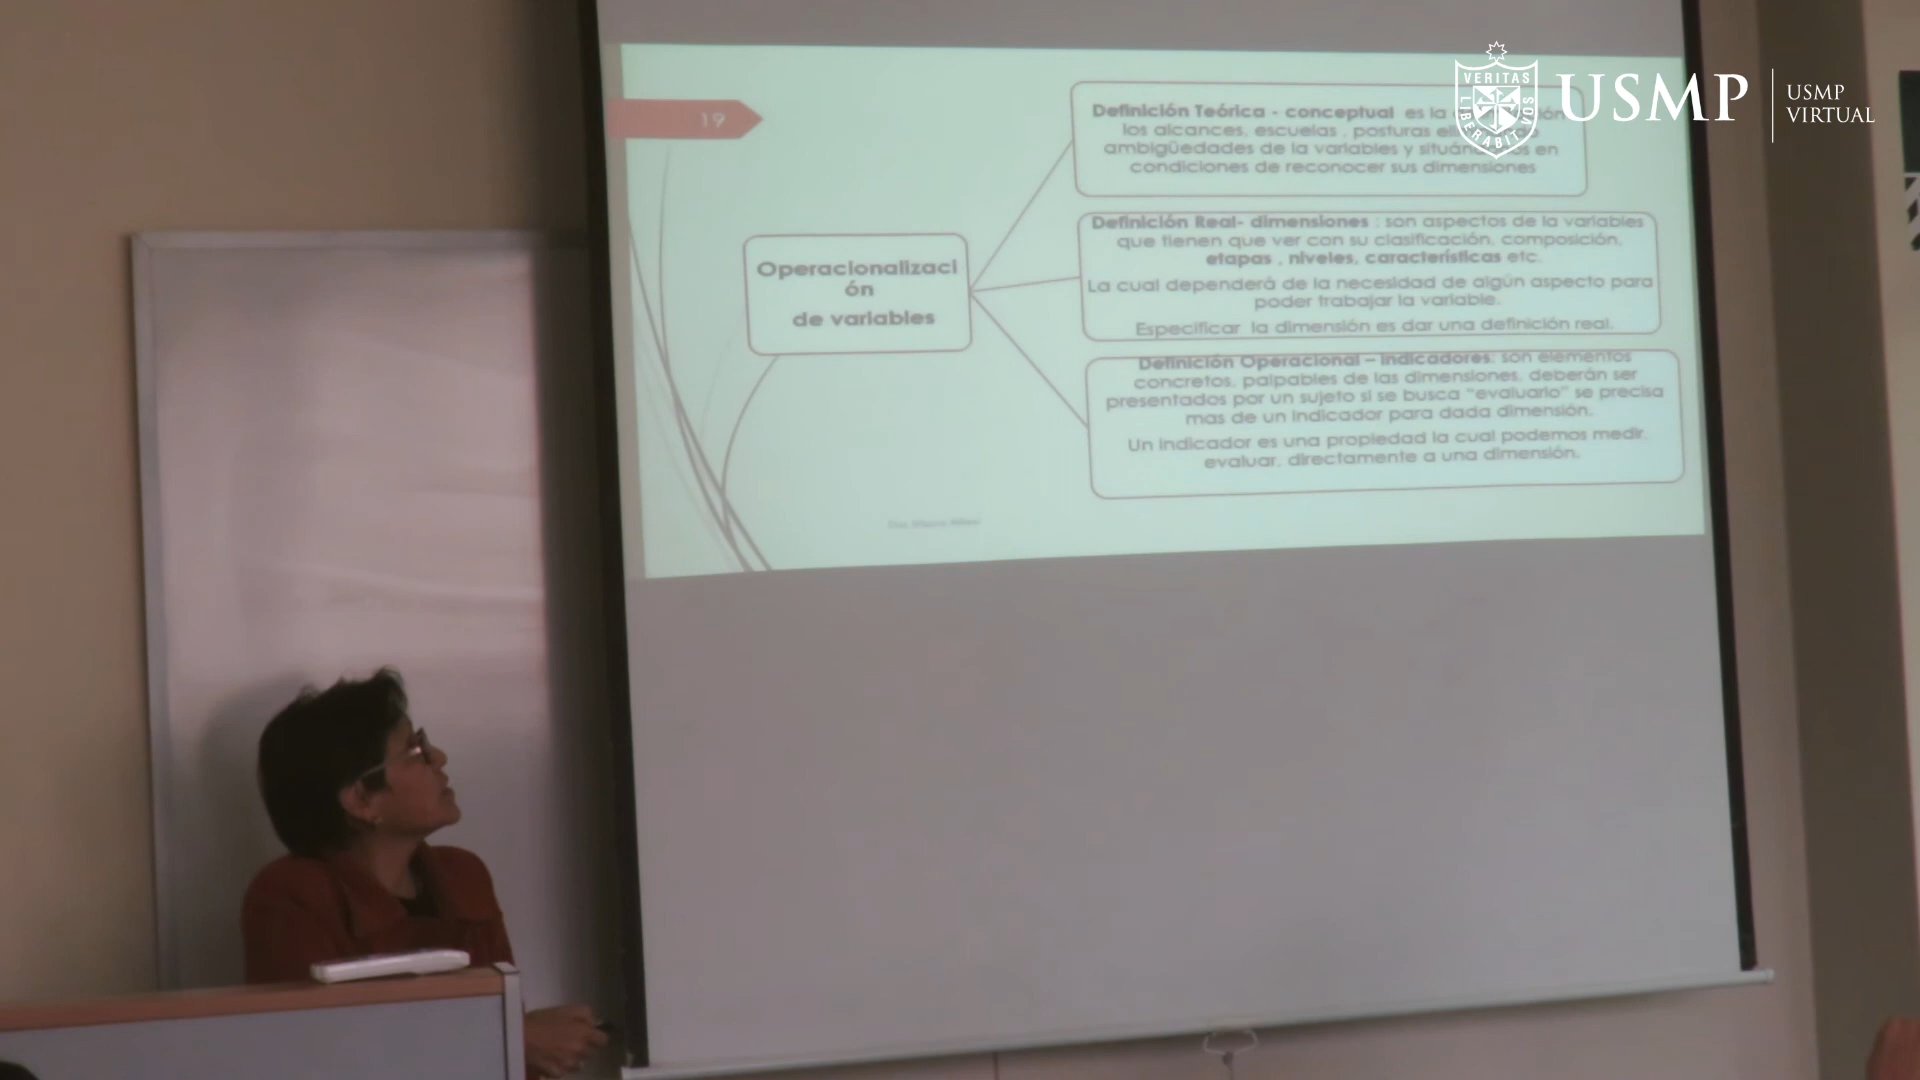 19
Operacionalizaci
ón
de variables
Definición Teórica - conceptual es la
los alcances, escuelas , posturas
ambigüedades de la variables y en
condiciones de reconocer sus dimensiones
Definición Real- dimensiones : son aspectos de la variables
que tienen que ver con su clasificación, composición,
etapas , niveles, características etc.
La cual dependerá de la necesidad de algún aspecto para
poder trabajar la variable.
Especificar la dimensión es dar una definición real.
Definición Operacional – Indicadores: son elementos
concretos, palpables de las dimensiones, deberán ser
presentados por un sujeto si se busca "evaluarlo" se precisa
mas de un indicador para dada dimensión.
Un indicador es una propiedad la cual podemos medir,
evaluar, directamente a una dimensión.
VERITAS
LIBERABIT VOS
USMP
USMP
VIRTUAL